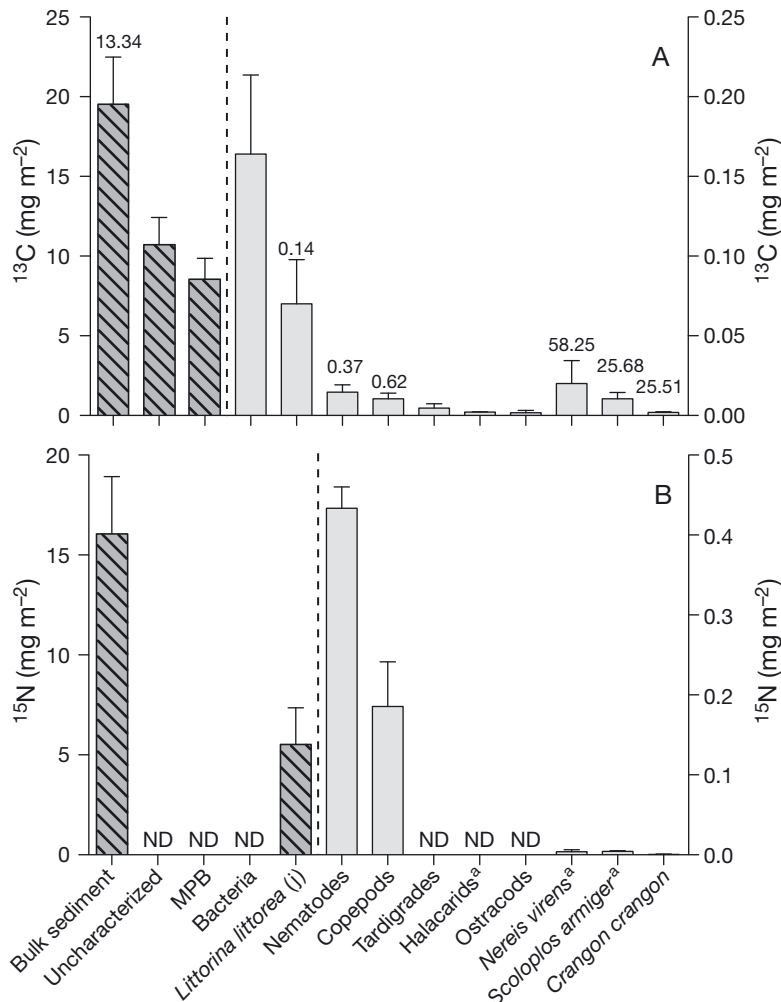 25 0.25
13.34 A
20 0.20
15 0.15
0.14
10 0.10
58.25
5 0.05
0.37 0.62 25.68
25.51
0 0.00
¹³C (mg m⁻²)
¹³C (mg m⁻²)
20 0.5
B
15 0.4
0.3
10
0.2
5
0.1
ND ND ND ND ND ND
0 0.0
¹⁵N (mg m⁻²)
¹⁵N (mg m⁻²)
Bulk sediment
Uncharacterized
MPB
Bacteria
Littorina littorea (j)
Nematodes
Copepods
Tardigrades
Halacaridsᵃ
Ostracods
Nereis virensᵃ
Scoloplos armigerᵃ
Crangon crangon